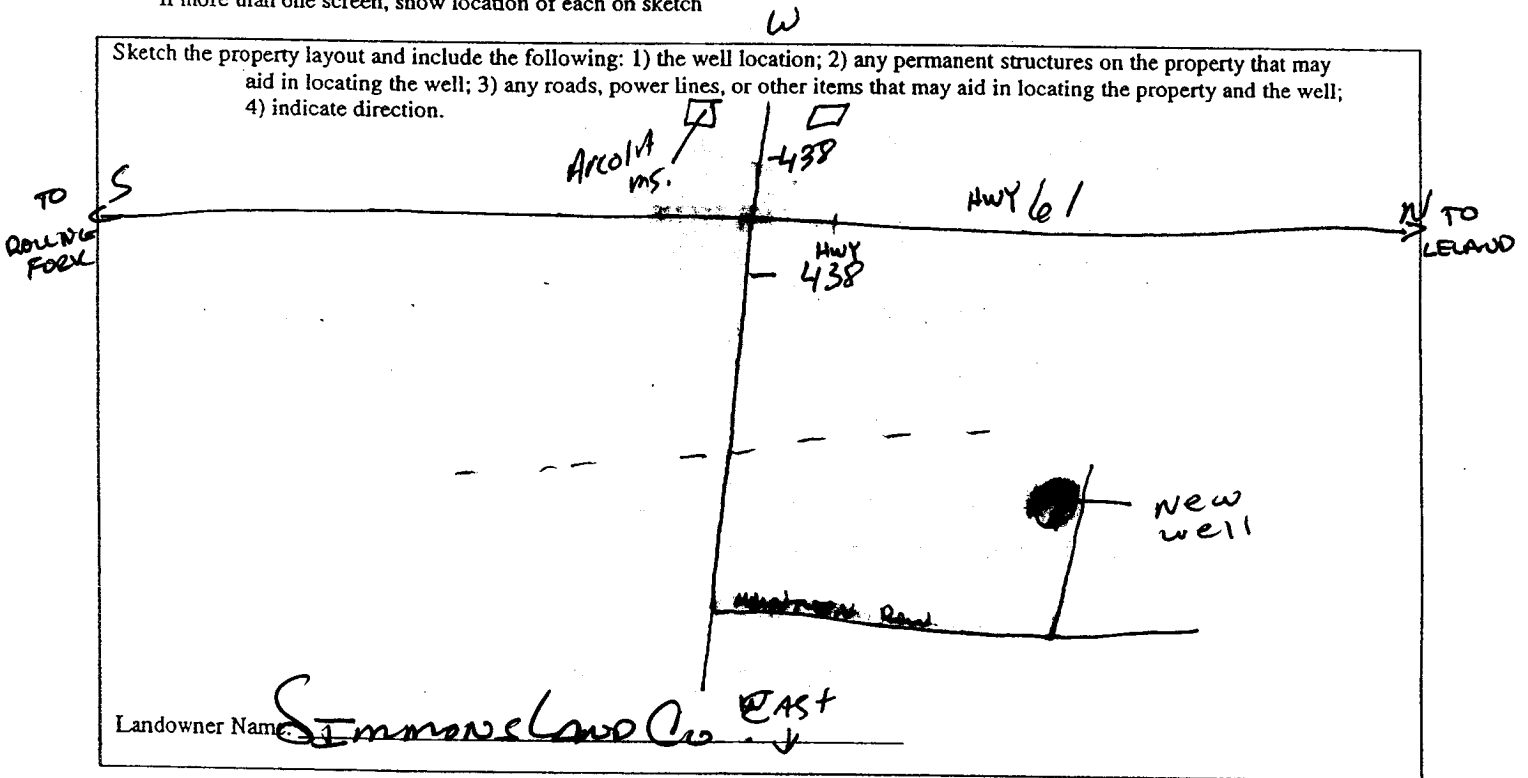 If more than one screen, show location of each on sketch
W
Sketch the property layout and include the following: 1) the well location; 2) any permanent structures on the property that may
aid in locating the well; 3) any roads, power lines, or other items that may aid in locating the property and the well;
4) indicate direction.
Arcola
ms.
438
TO
ROLLING
FORK
S
HWY 61
N TO
LELAND
HWY
438
New
well
Landowner Name: Simmons Land Co.
EAST